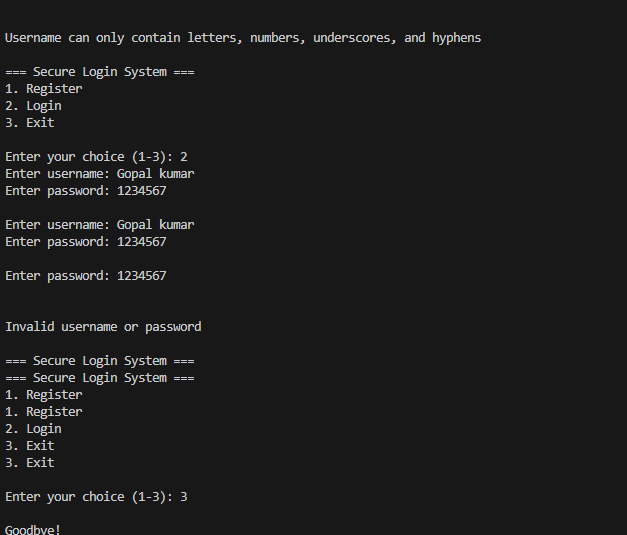 Username can only contain letters, numbers, underscores, and hyphens
=== Secure Login System ===
1. Register
2. Login
3. Exit
Enter your choice (1-3): 2
Enter username: Gopal kumar
Enter password: 1234567
Enter username: Gopal kumar
Enter password: 1234567
Enter password: 1234567
Invalid username or password
=== Secure Login System ===
=== Secure Login System ===
1. Register
1. Register
2. Login
3. Exit
3. Exit
Enter your choice (1-3): 3
Goodbye!